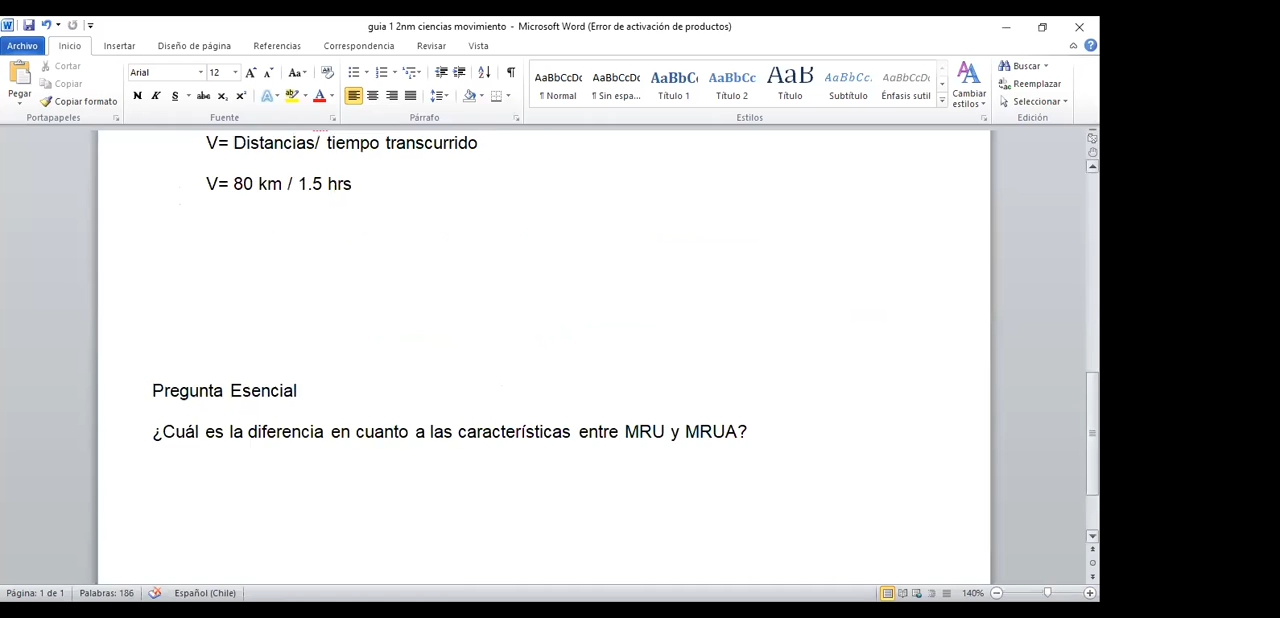 guia 1 2nm ciencias movimiento - Microsoft Word (Error de activación de productos)
Archivo Inicio Insertar Diseño de página Referencias Correspondencia Revisar Vista
Pegar
Cortar
Copiar
Copiar formato
Portapapeles
Arial 12
Fuente
Párrafo
AaBbCcDc AaBbCcDc AaBbC AaBbCc AaB AaBbCc. AaBbCcDc
¶ Normal ¶ Sin espa... Título 1 Título 2 Título Subtítulo Énfasis sutil
Cambiar estilos
Estilos
Buscar
Reemplazar
Seleccionar
Edición
V= Distancias/ tiempo transcurrido
V= 80 km / 1.5 hrs
Pregunta Esencial
¿Cuál es la diferencia en cuanto a las características entre MRU y MRUA?
Página: 1 de 1 Palabras: 186 Español (Chile) 140%